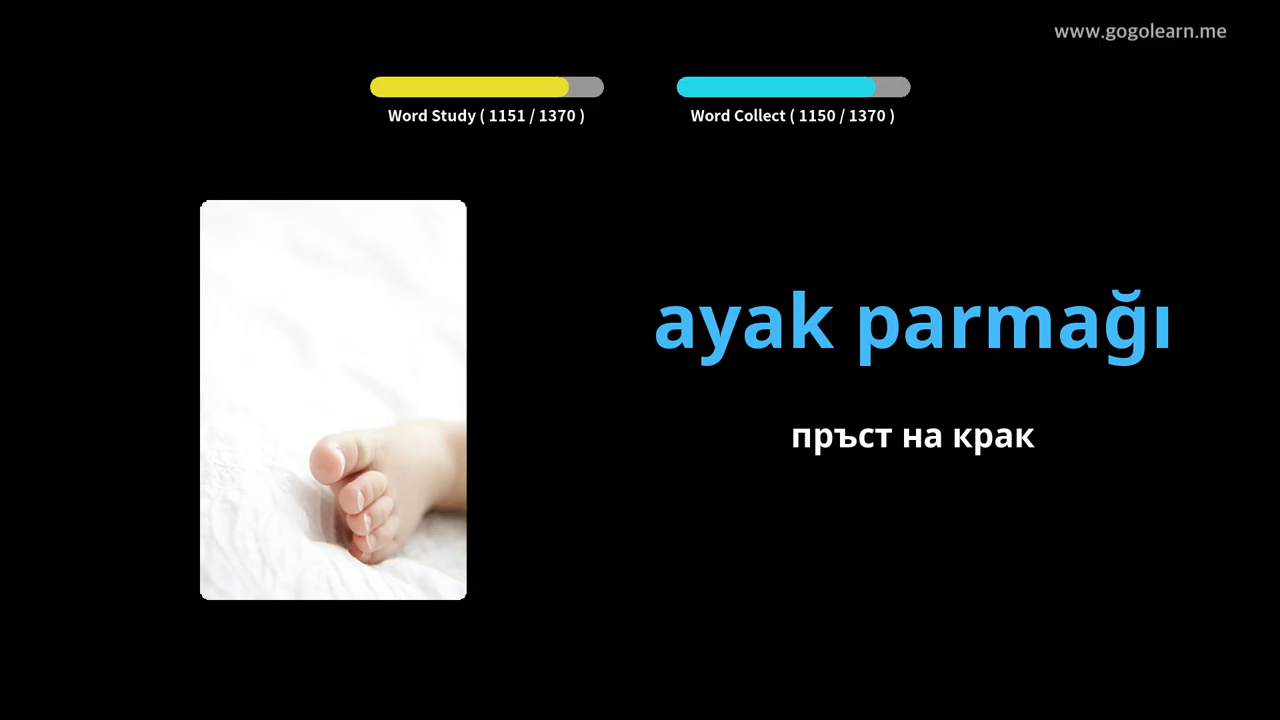 www.gogolearn.me
Word Study ( 1151 / 1370 )
Word Collect ( 1150 / 1370 )
ayak parmağı
пръст на крак